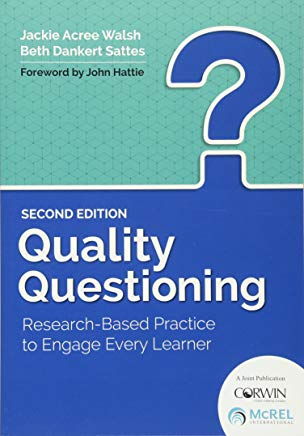 Jackie Acree Walsh
Beth Dankert Sattes
Foreword by John Hattie
?
SECOND EDITION
Quality
Questioning
Research-Based Practice
to Engage Every Learner
A Joint Publication
CORWIN
McREL
INTERNATIONAL